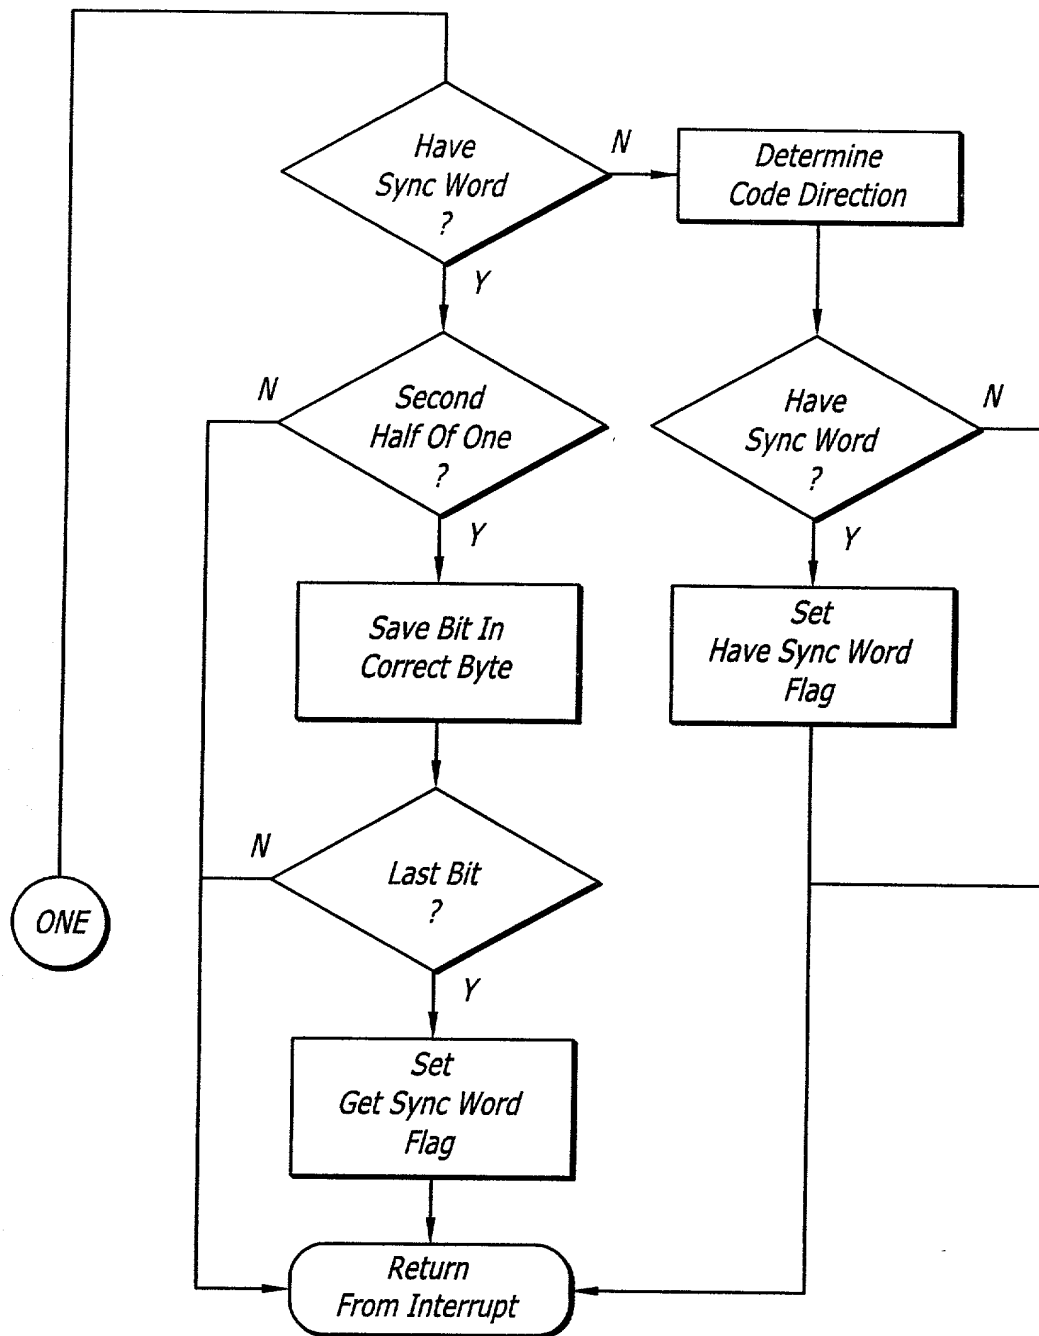 Have
Sync Word
?
N
Determine
Code Direction
Y
N
Second
Half Of One
?
Have
Sync Word
?
N
Y
Y
Save Bit In
Correct Byte
Set
Have Sync Word
Flag
N
Last Bit
?
ONE
Y
Set
Get Sync Word
Flag
Return
From Interrupt